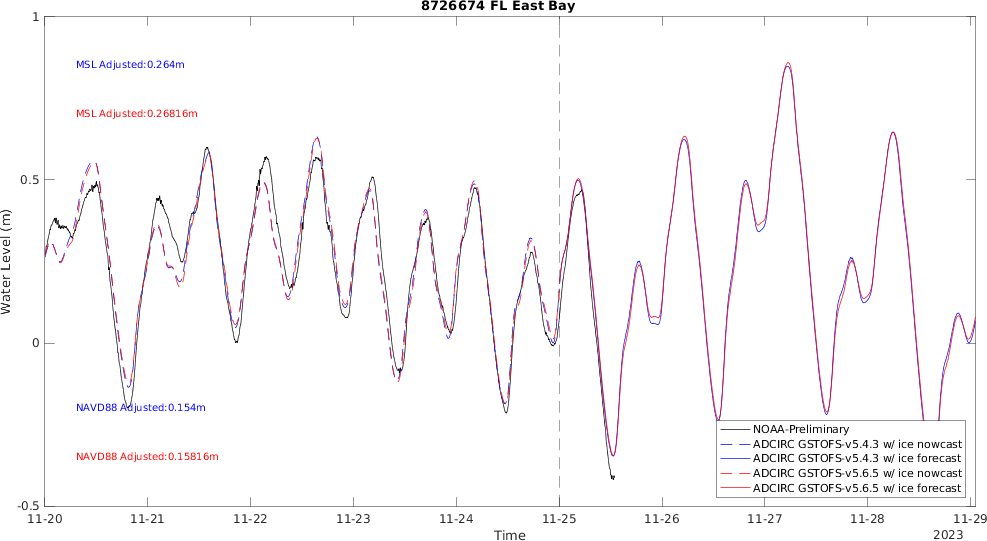 8726674 FL East Bay
1
MSL Adjusted:0.264m
MSL Adjusted:0.26816m
0.5
Water Level (m)
0
NAVD88 Adjusted:0.154m
NAVD88 Adjusted:0.15816m
NOAA-Preliminary
ADCIRC GSTOFS-v5.4.3 w/ ice nowcast
ADCIRC GSTOFS-v5.4.3 w/ ice forecast
ADCIRC GSTOFS-v5.6.5 w/ ice nowcast
ADCIRC GSTOFS-v5.6.5 w/ ice forecast
-0.5
11-20 11-21 11-22 11-23 11-24 11-25 11-26 11-27 11-28 11-29
Time
2023